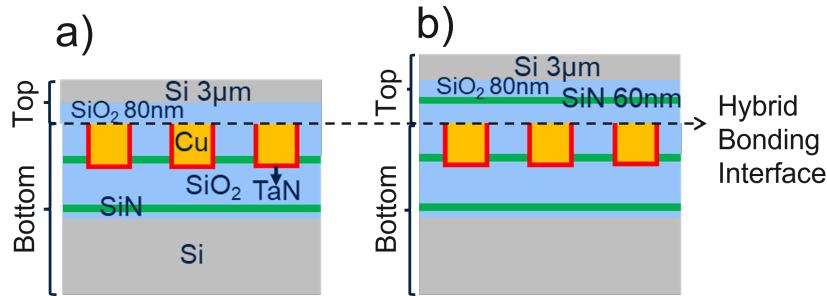 a)
b)
Top
Si 3μm
SiO2 80nm
Cu
SiO2
TaN
SiN
Si
Bottom
Top
Si 3μm
SiO2 80nm
SiN 60nm
Bottom
Hybrid
Bonding
Interface